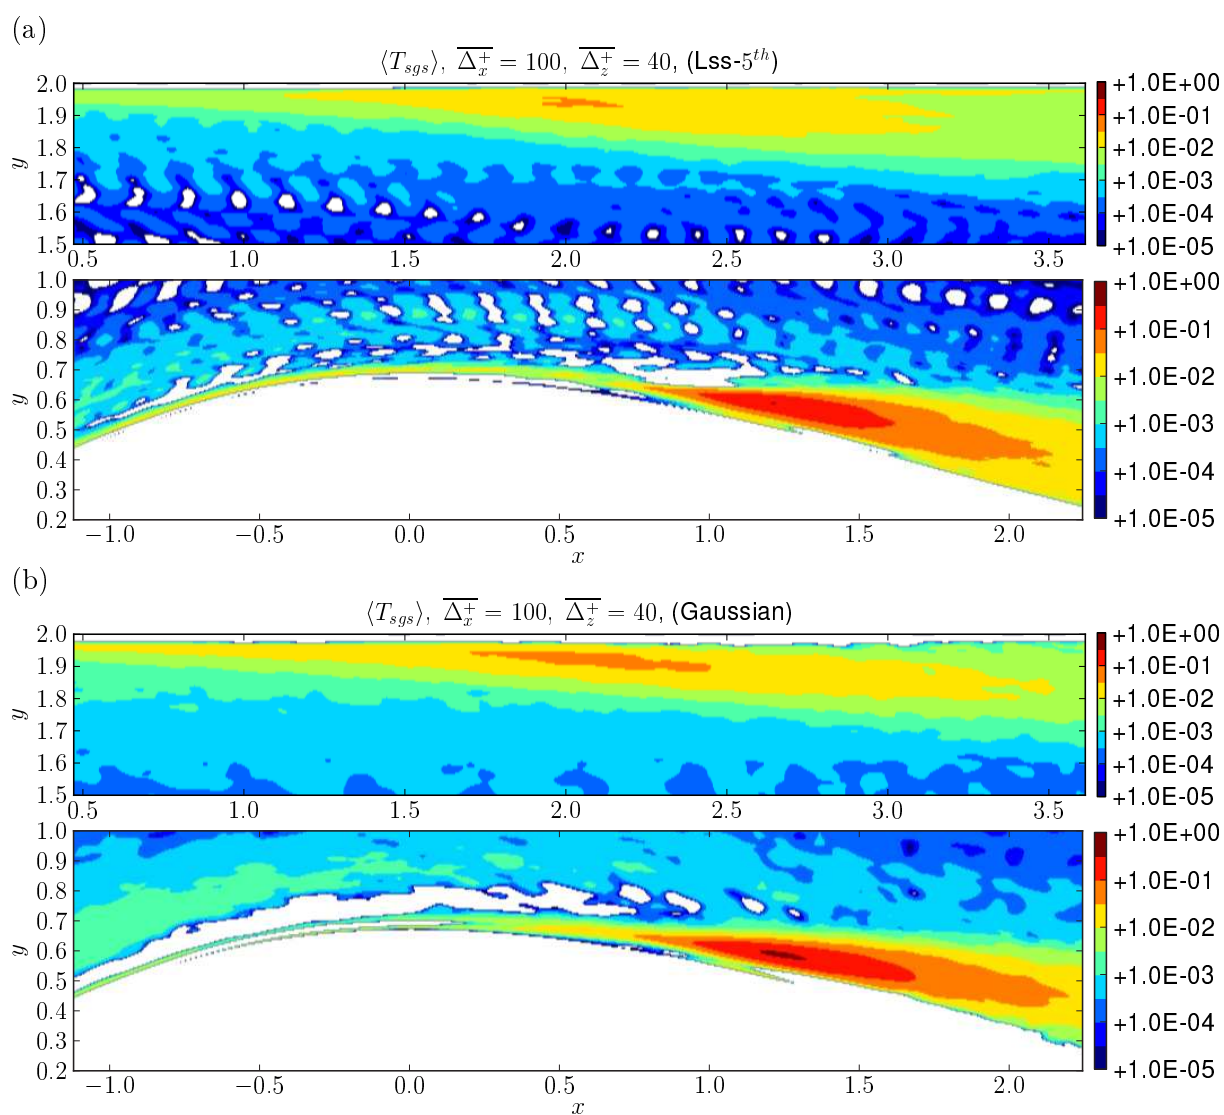 (a)
⟨T_sgs⟩, \overline{Δ_x^+} = 100, \overline{Δ_z^+} = 40, (Lss-5^th)
2.0
1.9
1.8
1.7
1.6
1.5
y
0.5 1.0 1.5 2.0 2.5 3.0 3.5
+1.0E+00
+1.0E-01
+1.0E-02
+1.0E-03
+1.0E-04
+1.0E-05
1.0
0.9
0.8
0.7
0.6
0.5
0.4
0.3
0.2
y
−1.0 −0.5 0.0 0.5 1.0 1.5 2.0
x
+1.0E+00
+1.0E-01
+1.0E-02
+1.0E-03
+1.0E-04
+1.0E-05
(b)
⟨T_sgs⟩, \overline{Δ_x^+} = 100, \overline{Δ_z^+} = 40, (Gaussian)
2.0
1.9
1.8
1.7
1.6
1.5
y
0.5 1.0 1.5 2.0 2.5 3.0 3.5
+1.0E+00
+1.0E-01
+1.0E-02
+1.0E-03
+1.0E-04
+1.0E-05
1.0
0.9
0.8
0.7
0.6
0.5
0.4
0.3
0.2
y
−1.0 −0.5 0.0 0.5 1.0 1.5 2.0
x
+1.0E+00
+1.0E-01
+1.0E-02
+1.0E-03
+1.0E-04
+1.0E-05